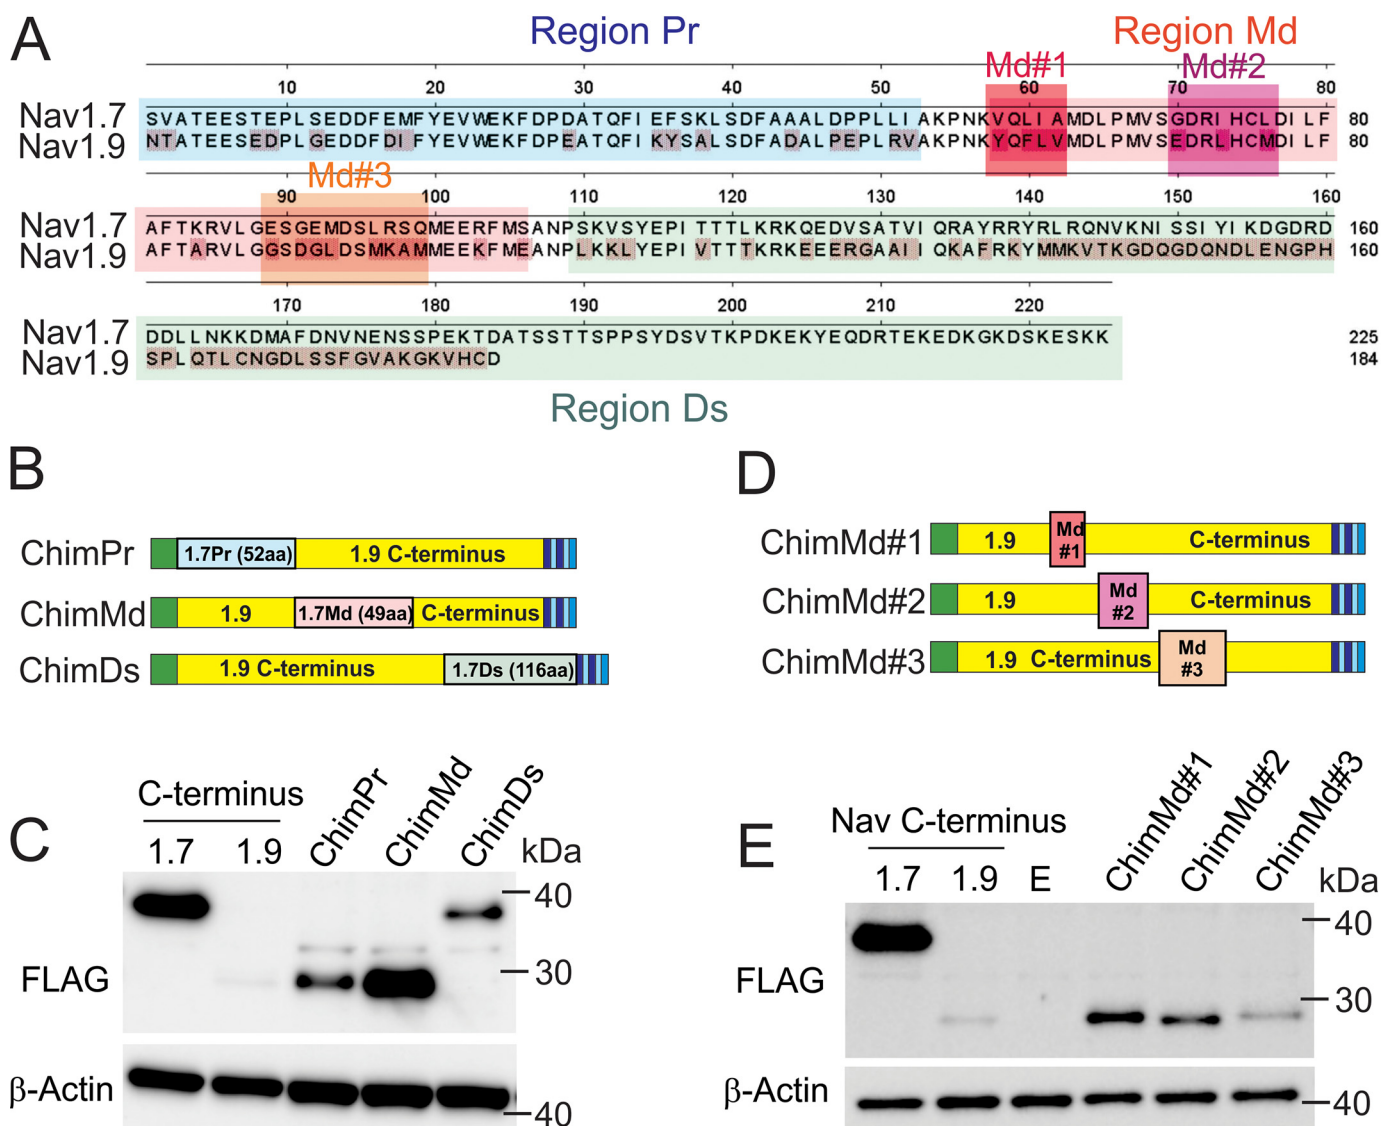 A
Region Pr
Region Md
Md#1
Md#2
10 20 30 40 50 60 70 80
Nav1.7 SVATEESTEPLSEDDFEMFYEVWEKFDPDATQFIEFSKLSDFAAALDPPLLIAKPNKVQLIAMDLPMVSGDRIHCLDILF 80
Nav1.9 NTATEESEDPLGEDDFDIFYEVWEKFDPEATQFIKYSALSDFADALPEPLRVAKPNKYQFLVMDLPMVSEDRLHCMDILF 80
Md#3
90 100 110 120 130 140 150 160
Nav1.7 AFTKRVLGESGEMDSLRSQMEERFMSANPSKVSYEPITTTLKRKQEDVSATVIQRAYRRYRLRQNVKNISSIYIKDGDRD 160
Nav1.9 AFTARVLGGSDGLDSMKAMMEEKFMEANPLKKLYEPIVTTTKRKEEERGAAIIQKAFRKYMMKVTKGDQGDQNDLENGPH 160
170 180 190 200 210 220
Nav1.7 DDLLNKKDMAFDNVNENSSPEKTDATSSTTSPPSYDSVTKPDKEKYEQDRTEKEDKGKDSKESKK 225
Nav1.9 SPLQTLCNGDLSSFGVAKGKVHCD 184
Region Ds
B
ChimPr 1.7Pr (52aa) 1.9 C-terminus
ChimMd 1.9 1.7Md (49aa) C-terminus
ChimDs 1.9 C-terminus 1.7Ds (116aa)
D
ChimMd#1 1.9 Md #1 C-terminus
ChimMd#2 1.9 Md #2 C-terminus
ChimMd#3 1.9 C-terminus Md #3
C
C-terminus
1.7 1.9 ChimPr ChimMd ChimDs kDa
40
FLAG
30
β-Actin
40
E
Nav C-terminus
1.7 1.9 E ChimMd#1 ChimMd#2 ChimMd#3 kDa
40
FLAG
30
β-Actin
40